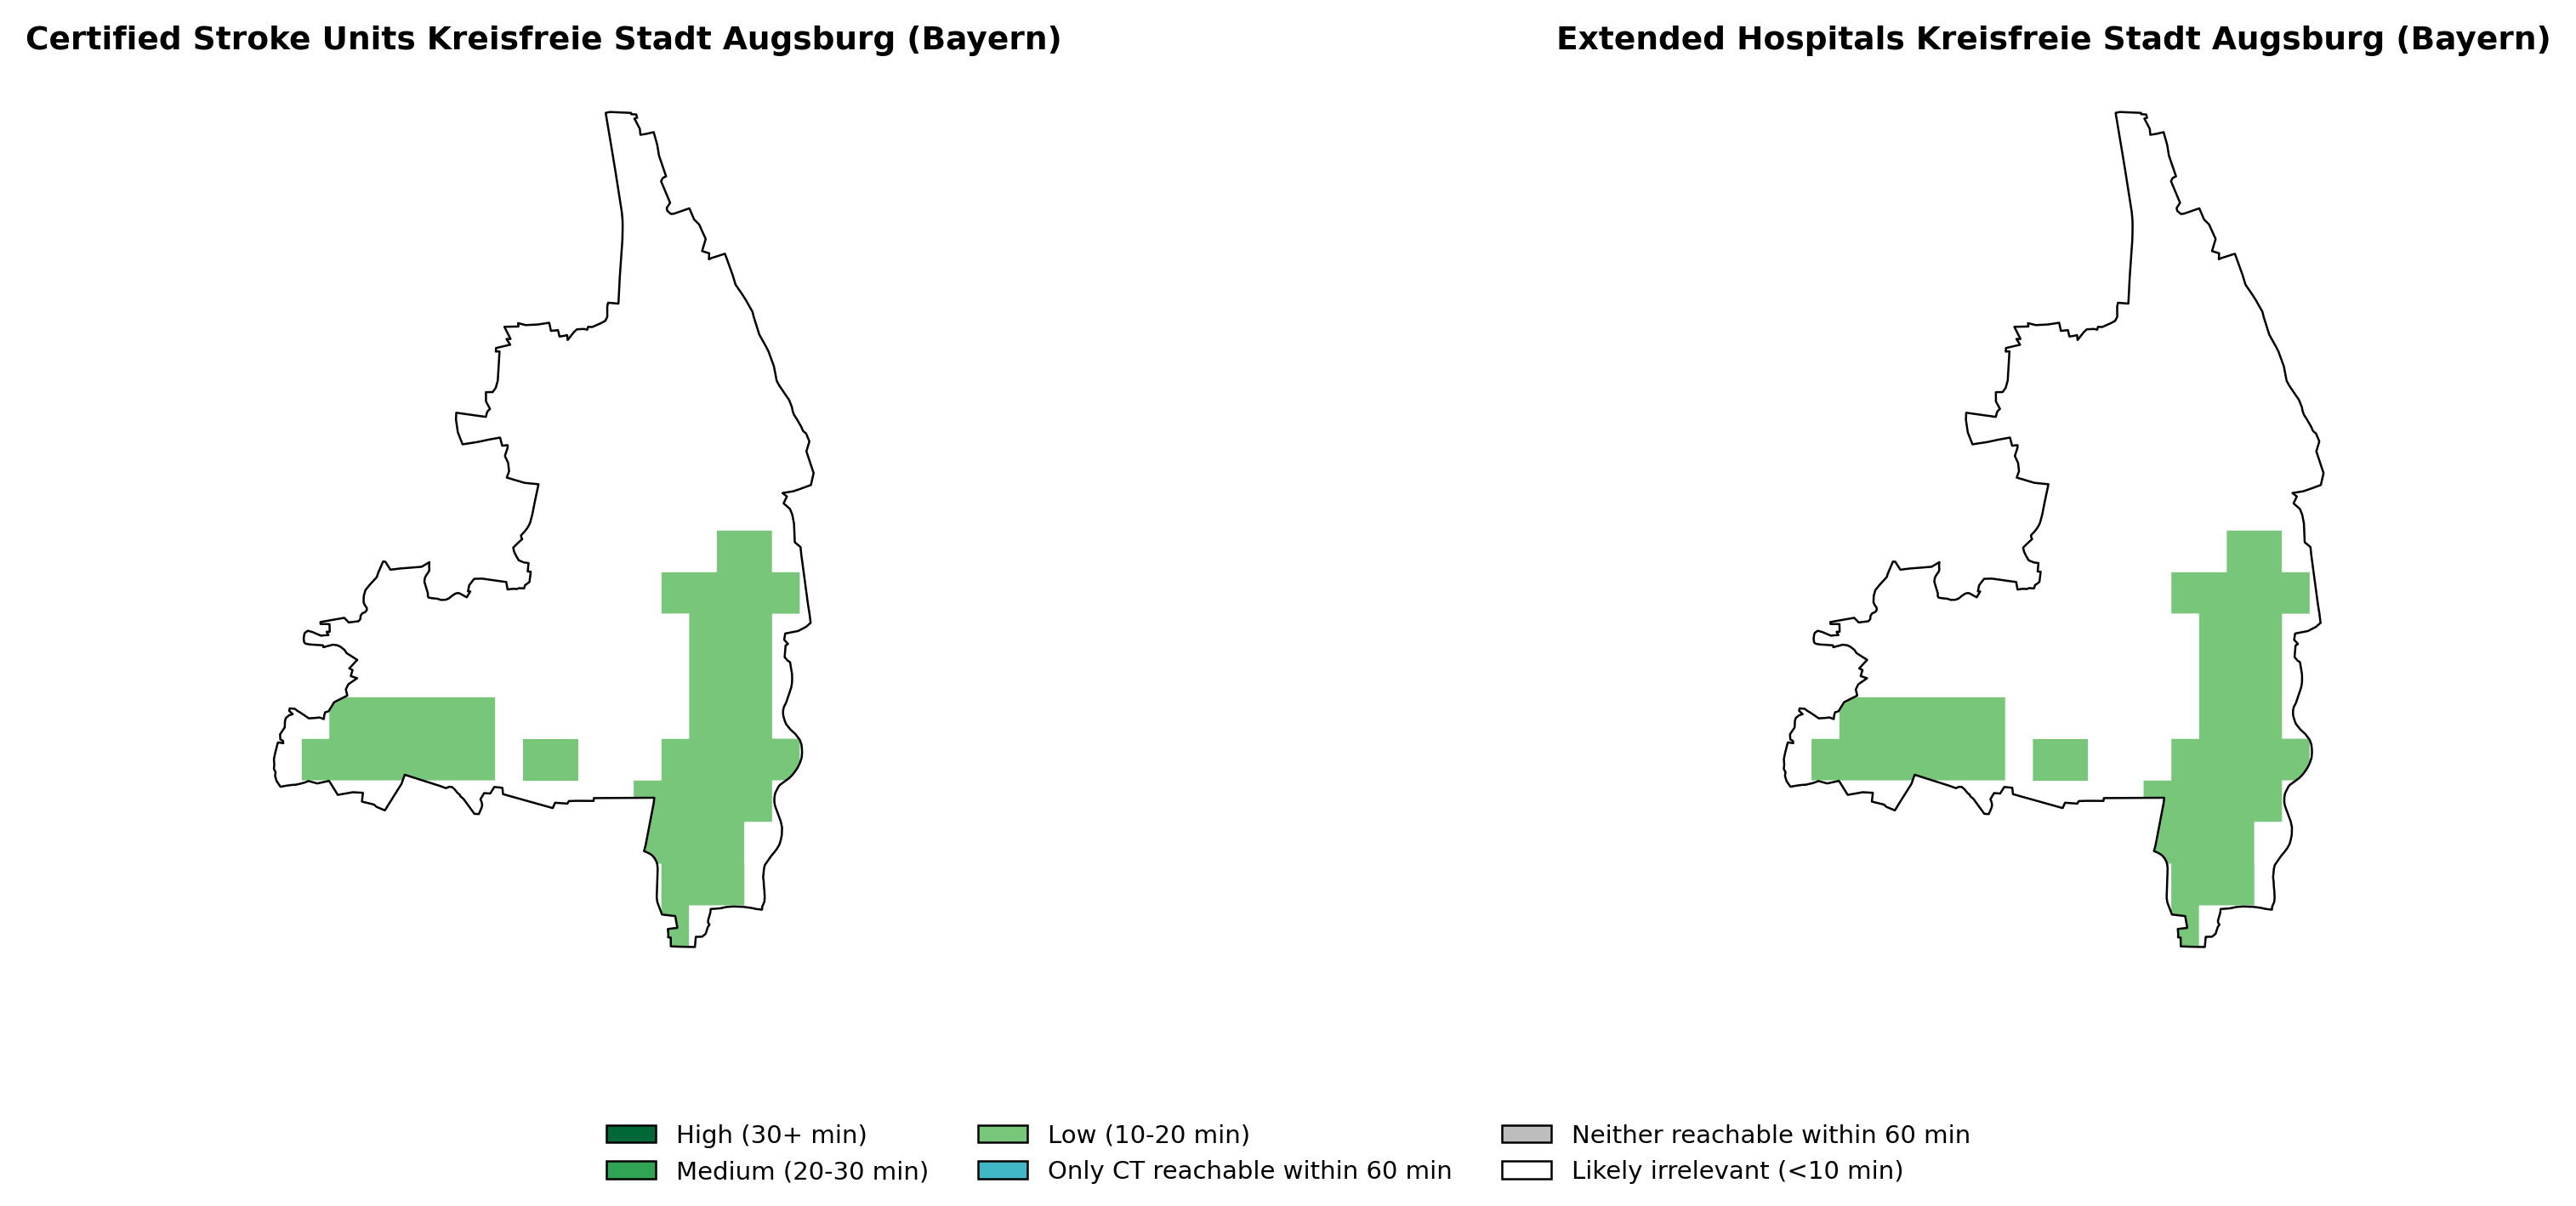 Certified Stroke Units Kreisfreie Stadt Augsburg (Bayern)
Extended Hospitals Kreisfreie Stadt Augsburg (Bayern)
High (30+ min)
Medium (20-30 min)
Low (10-20 min)
Only CT reachable within 60 min
Neither reachable within 60 min
Likely irrelevant (<10 min)